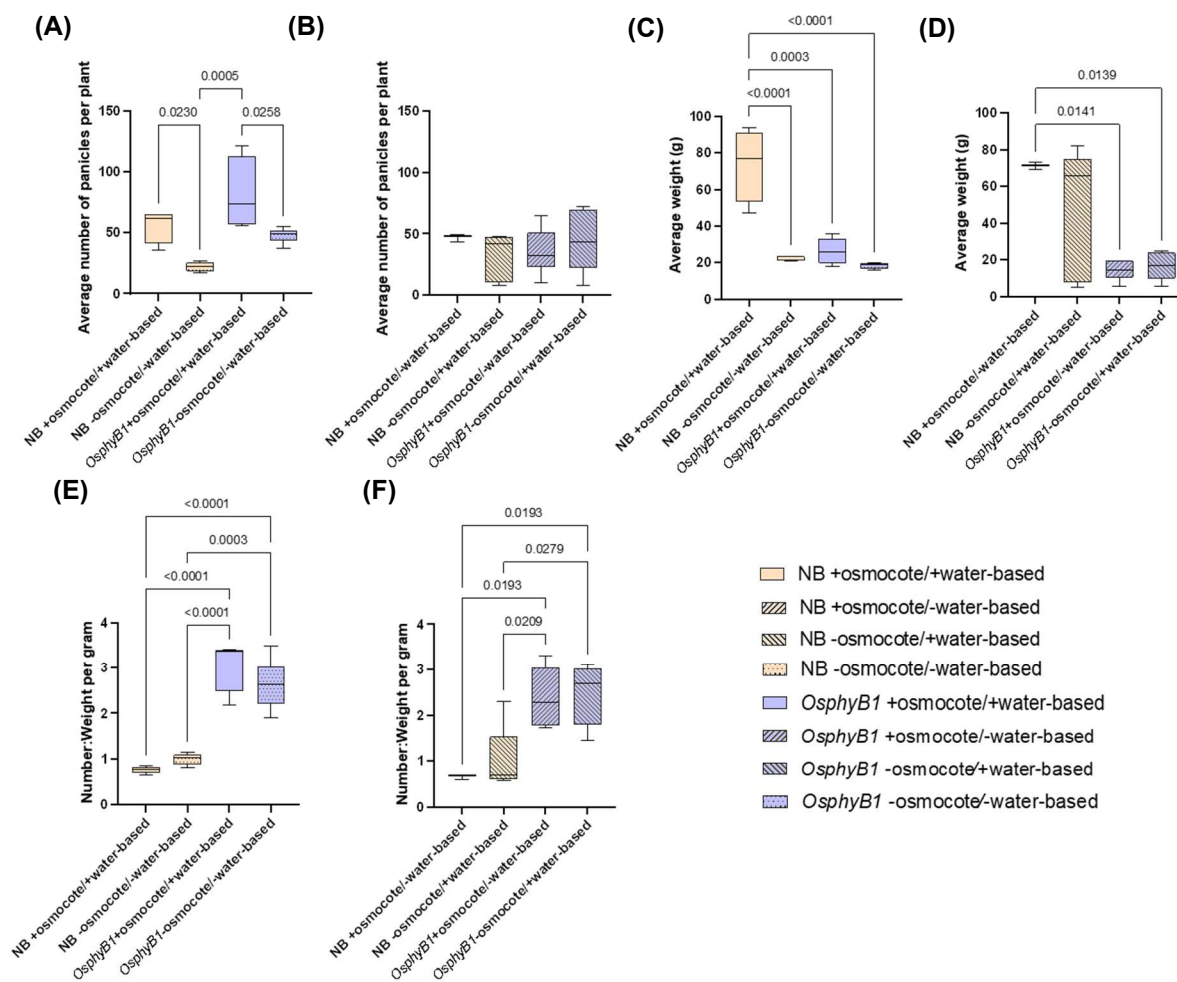 (A)
0.0005
0.0230
0.0258
Average number of panicles per plant
150
100
50
0
NB +osmocote/+water-based
NB -osmocote/-water-based
OsphyB1+osmocote/+water-based
OsphyB1-osmocote/-water-based
(B)
Average number of panicles per plant
150
100
50
0
NB +osmocote/-water-based
NB -osmocote/+water-based
OsphyB1+osmocote/-water-based
OsphyB1-osmocote/+water-based
(C)
<0.0001
0.0003
<0.0001
Average weight (g)
100
80
60
40
20
0
NB +osmocote/+water-based
NB -osmocote/-water-based
OsphyB1+osmocote/+water-based
OsphyB1-osmocote/-water-based
(D)
0.0139
0.0141
Average weight (g)
100
80
60
40
20
0
NB +osmocote/-water-based
NB -osmocote/+water-based
OsphyB1+osmocote/-water-based
OsphyB1-osmocote/+water-based
(E)
<0.0001
0.0003
<0.0001
<0.0001
Number:Weight per gram
4
3
2
1
0
NB +osmocote/+water-based
NB -osmocote/-water-based
OsphyB1+osmocote/+water-based
OsphyB1-osmocote/-water-based
(F)
0.0193
0.0279
0.0193
0.0209
Number:Weight per gram
4
3
2
1
0
NB +osmocote/-water-based
NB -osmocote/+water-based
OsphyB1+osmocote/-water-based
OsphyB1-osmocote/+water-based
NB +osmocote/+water-based
NB +osmocote/-water-based
NB -osmocote/+water-based
NB -osmocote/-water-based
OsphyB1 +osmocote/+water-based
OsphyB1 +osmocote/-water-based
OsphyB1 -osmocote/+water-based
OsphyB1 -osmocote/-water-based